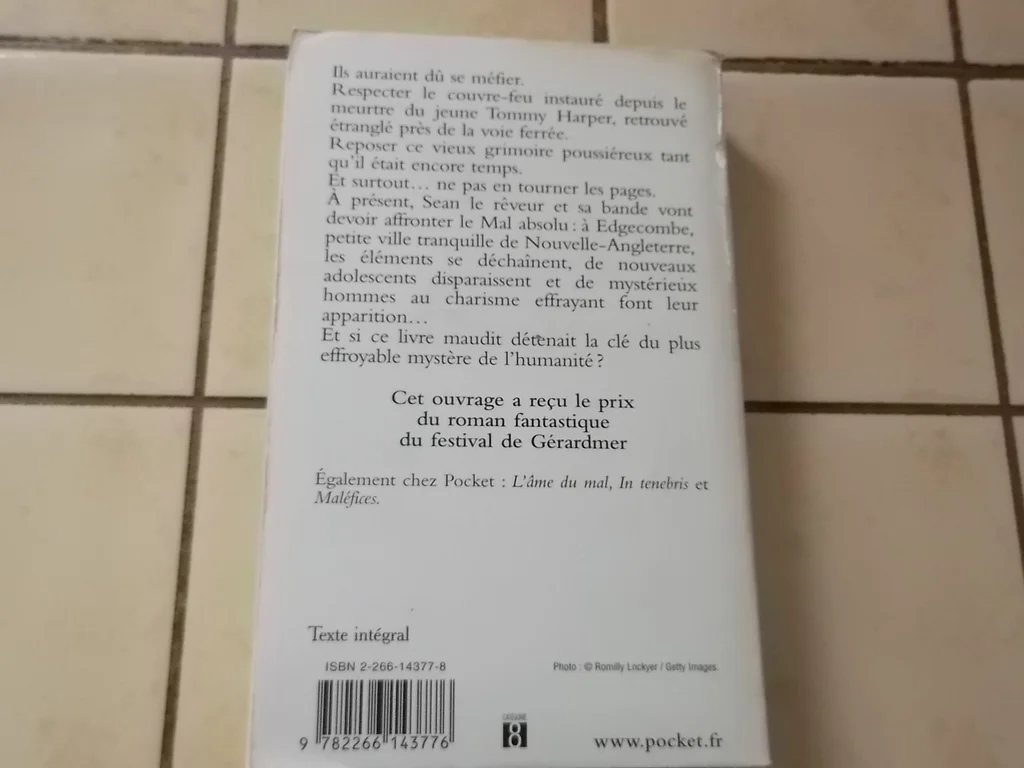 Ils auraient dû se méfier.
Respecter le couvre-feu instauré depuis le
meurtre du jeune Tommy Harper, retrouvé
étranglé près de la voie ferrée.
Reposer ce vieux grimoire poussiéreux tant
qu'il était encore temps.
Et surtout… ne pas en tourner les pages.
À présent, Sean le rêveur et sa bande vont
devoir affronter le Mal absolu : à Edgecombe,
petite ville tranquille de Nouvelle-Angleterre,
les éléments se déchaînent, de nouveaux
adolescents disparaissent et de mystérieux
hommes au charisme effrayant font leur
apparition…
Et si ce livre maudit détenait la clé du plus
effroyable mystère de l'humanité ?
Cet ouvrage a reçu le prix
du roman fantastique
du festival de Gérardmer
Également chez Pocket : L'âme du mal, In tenebris et
Maléfices.
Texte intégral
ISBN 2-266-14377-8
Photo : © Romilly Lockyer / Getty Images.
9 782266 143776
CATÉGORIE
8
www.pocket.fr